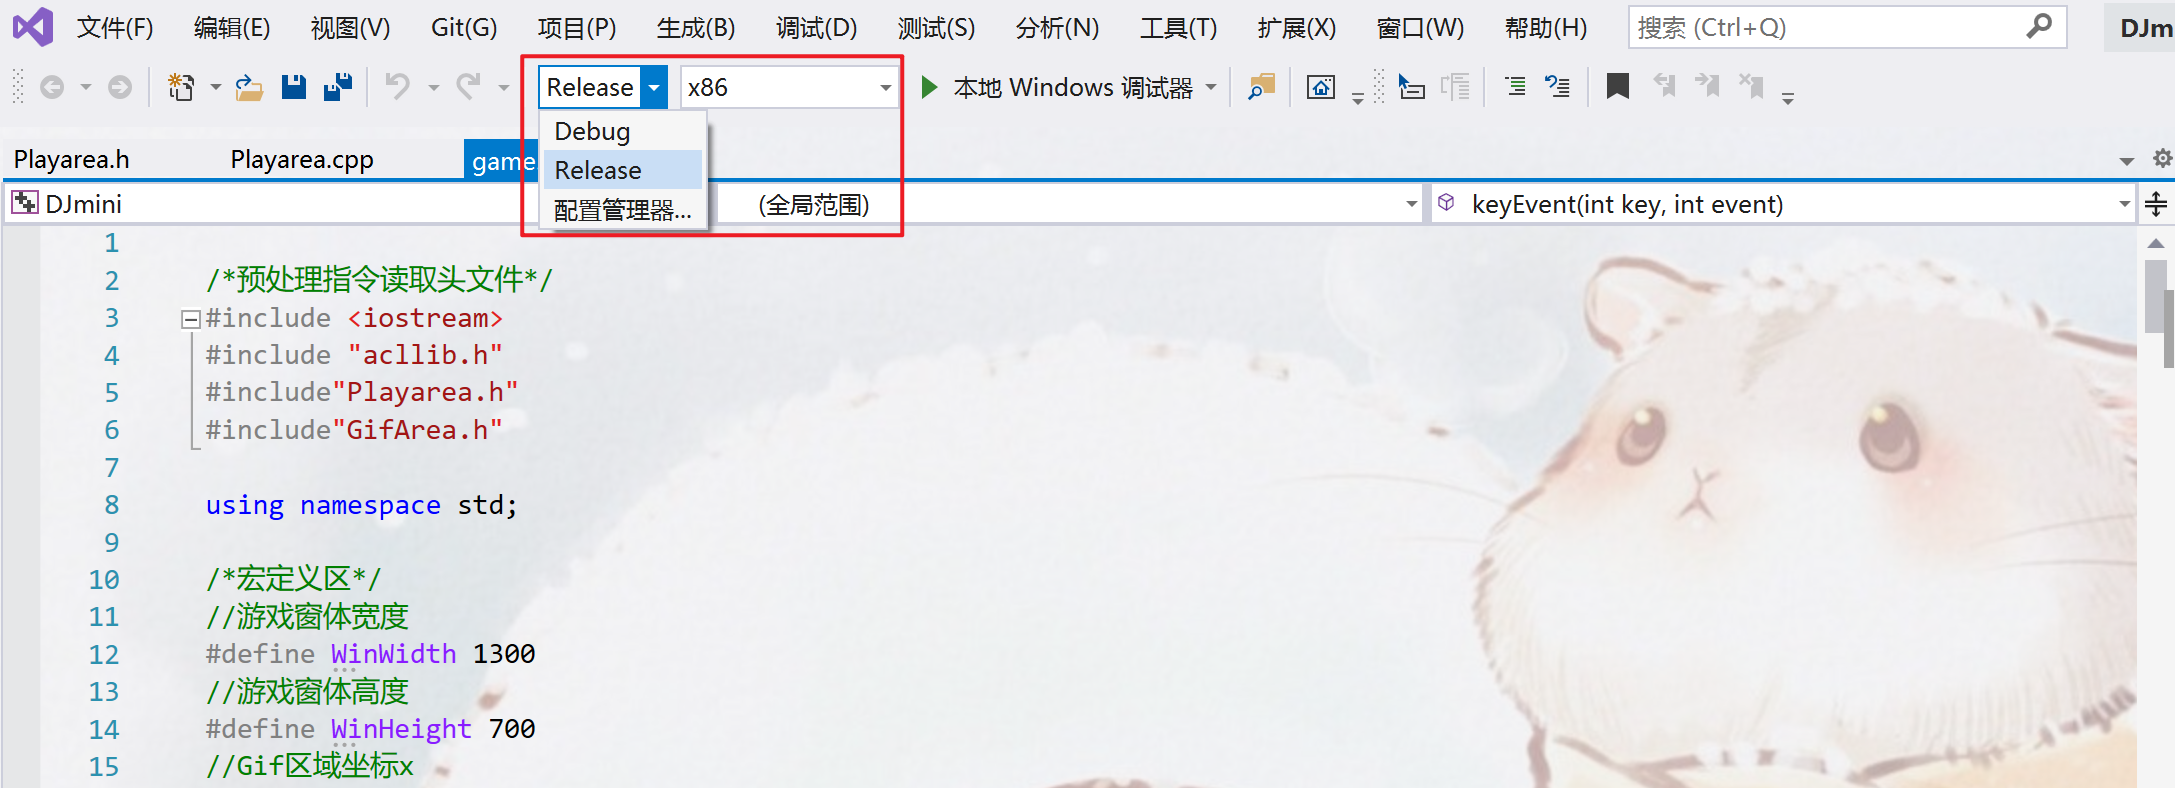 文件(F) 编辑(E) 视图(V) Git(G) 项目(P) 生成(B) 调试(D) 测试(S) 分析(N) 工具(T) 扩展(X) 窗口(W) 帮助(H) 搜索 (Ctrl+Q) DJm
Release x86 本地 Windows 调试器
Debug
Release
配置管理器...
Playarea.h Playarea.cpp game
DJmini (全局范围) keyEvent(int key, int event)
1
2 /*预处理指令读取头文件*/
3 #include <iostream>
4 #include "acllib.h"
5 #include"Playarea.h"
6 #include"GifArea.h"
7
8 using namespace std;
9
10 /*宏定义区*/
11 //游戏窗体宽度
12 #define WinWidth 1300
13 //游戏窗体高度
14 #define WinHeight 700
15 //Gif区域坐标x